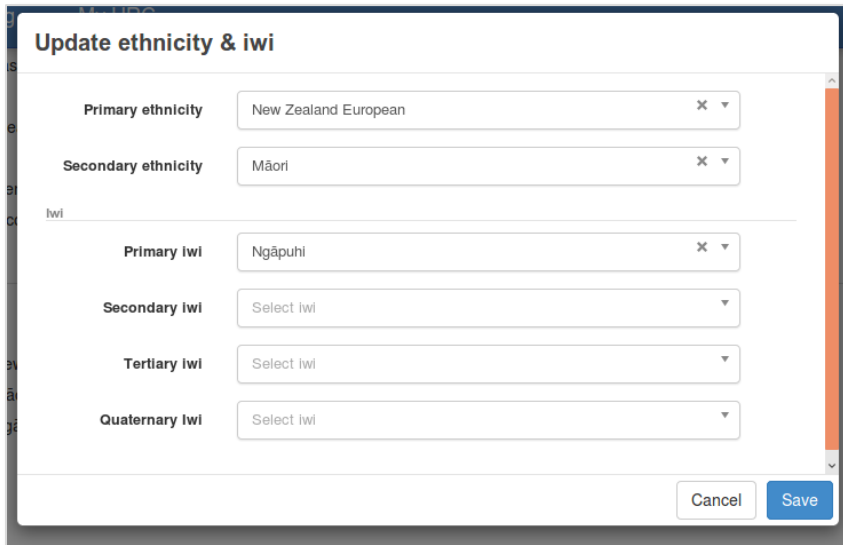 Update ethnicity & iwi
Primary ethnicity New Zealand European
Secondary ethnicity Māori
Iwi
Primary iwi Ngāpuhi
Secondary iwi Select iwi
Tertiary iwi Select iwi
Quaternary Iwi Select iwi
Cancel Save